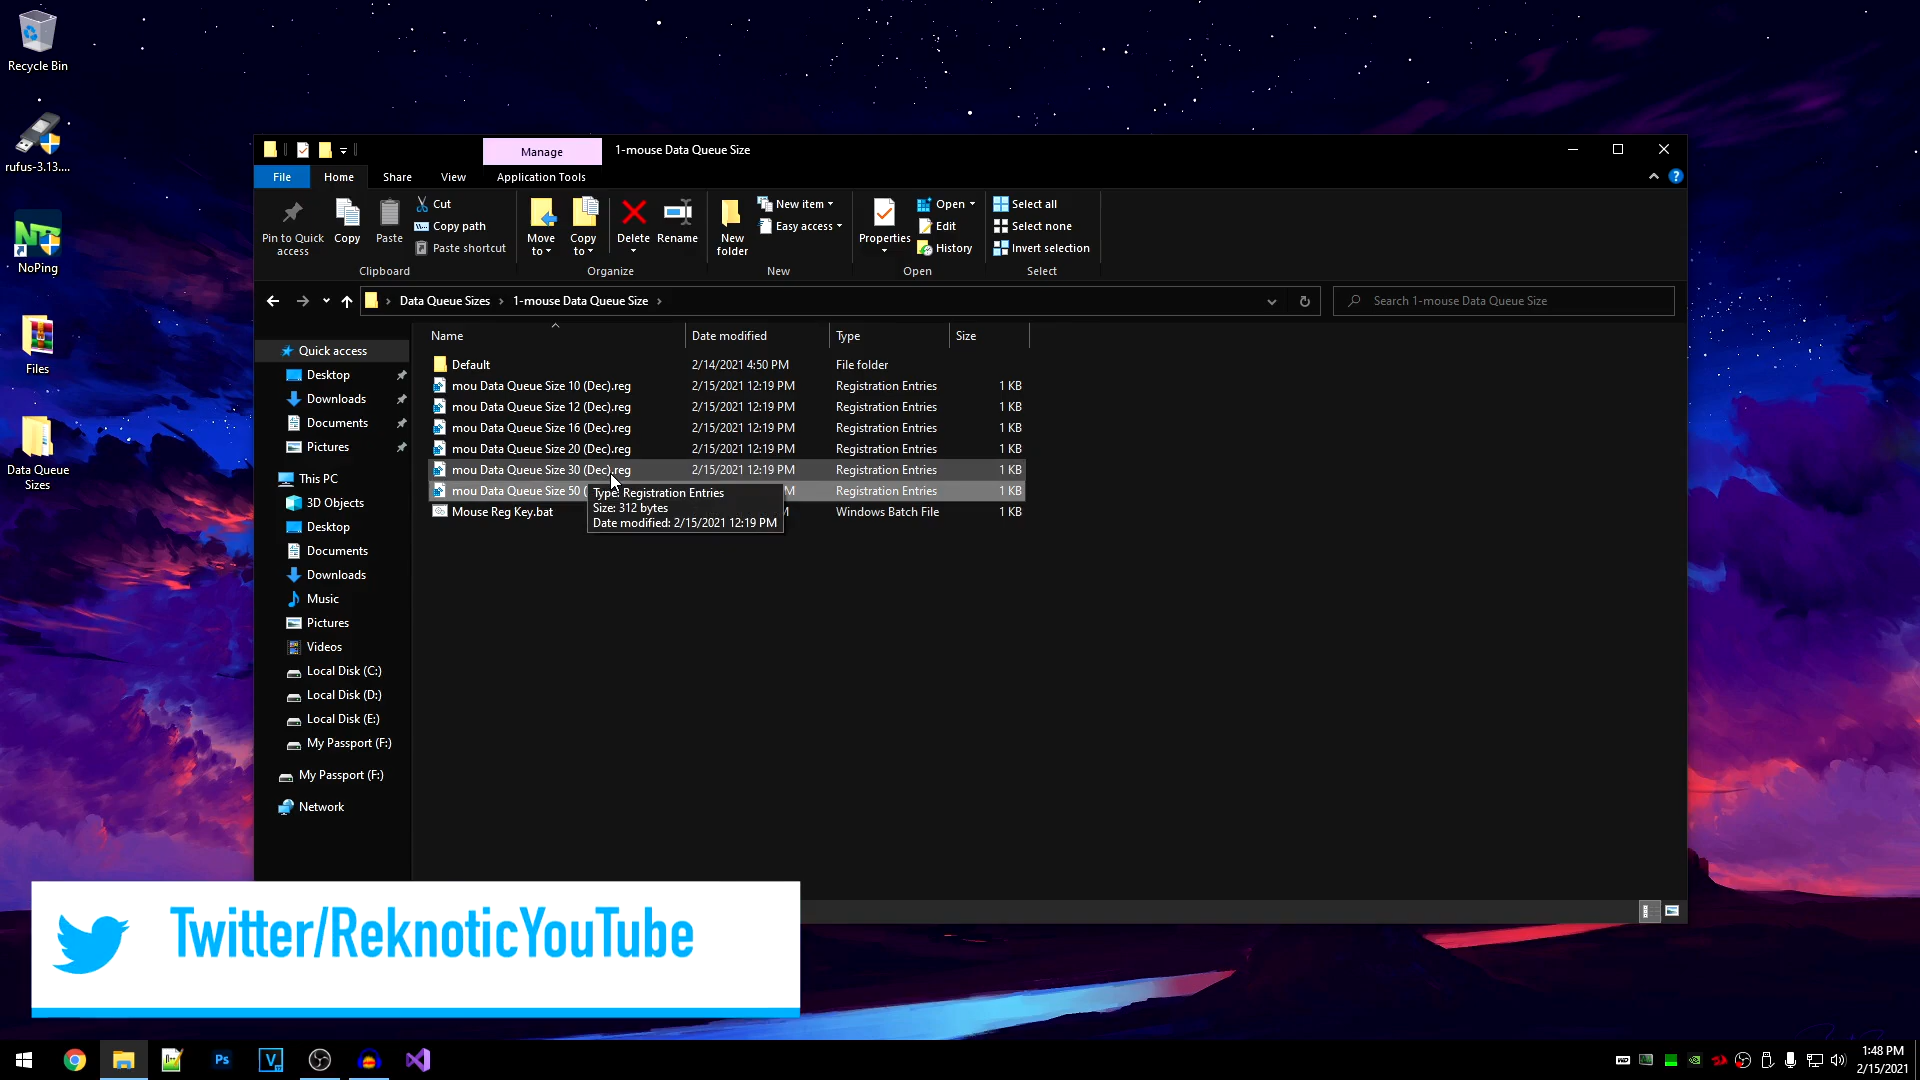 Recycle Bin
rufus-3.13....
NoPing
Files
Data Queue
Sizes
Manage
1-mouse Data Queue Size
File
Home
Share
View
Application Tools
Pin to Quick
access
Copy
Paste
Cut
Copy path
Paste shortcut
Clipboard
Move
to
Copy
to
Delete
Rename
Organize
New
folder
New item
Easy access
New
Properties
Open
Edit
History
Open
Select all
Select none
Invert selection
Select
Data Queue Sizes > 1-mouse Data Queue Size >
Search 1-mouse Data Queue Size
Name Date modified Type Size
Default 2/14/2021 4:50 PM File folder
mou Data Queue Size 10 (Dec).reg 2/15/2021 12:19 PM Registration Entries 1 KB
mou Data Queue Size 12 (Dec).reg 2/15/2021 12:19 PM Registration Entries 1 KB
mou Data Queue Size 16 (Dec).reg 2/15/2021 12:19 PM Registration Entries 1 KB
mou Data Queue Size 20 (Dec).reg 2/15/2021 12:19 PM Registration Entries 1 KB
mou Data Queue Size 30 (Dec).reg 2/15/2021 12:19 PM Registration Entries 1 KB
mou Data Queue Size 50 ( M Registration Entries 1 KB
Mouse Reg Key.bat M Windows Batch File 1 KB
Type: Registration Entries
Size: 312 bytes
Date modified: 2/15/2021 12:19 PM
Quick access
Desktop
Downloads
Documents
Pictures
This PC
3D Objects
Desktop
Documents
Downloads
Music
Pictures
Videos
Local Disk (C:)
Local Disk (D:)
Local Disk (E:)
My Passport (F:)
My Passport (F:)
Network
Twitter/ReknoticYouTube
Ps
V
1:48 PM
2/15/2021